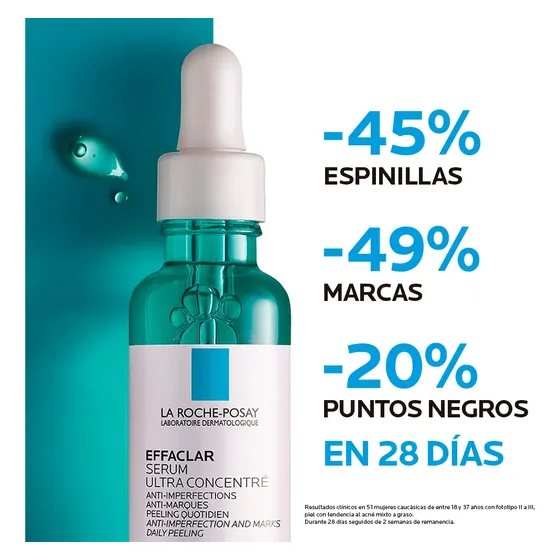 -45%
ESPINILLAS
-49%
MARCAS
-20%
PUNTOS NEGROS
EN 28 DÍAS
LA ROCHE-POSAY
LABORATOIRE DERMATOLOGIQUE
EFFACLAR
SERUM
ULTRA CONCENTRÉ
ANTI-IMPERFECTIONS
ANTI-MARQUES
PEELING QUOTIDIEN
ANTI-IMPERFECTION AND MARKS
DAILY PEELING
Resultados clínicos en 51 mujeres caucásicas de entre 18 y 37 años con fototipo II a III,
piel con tendencia al acné mixto a graso.
Durante 28 días seguidos de 2 semanas de remanencia.